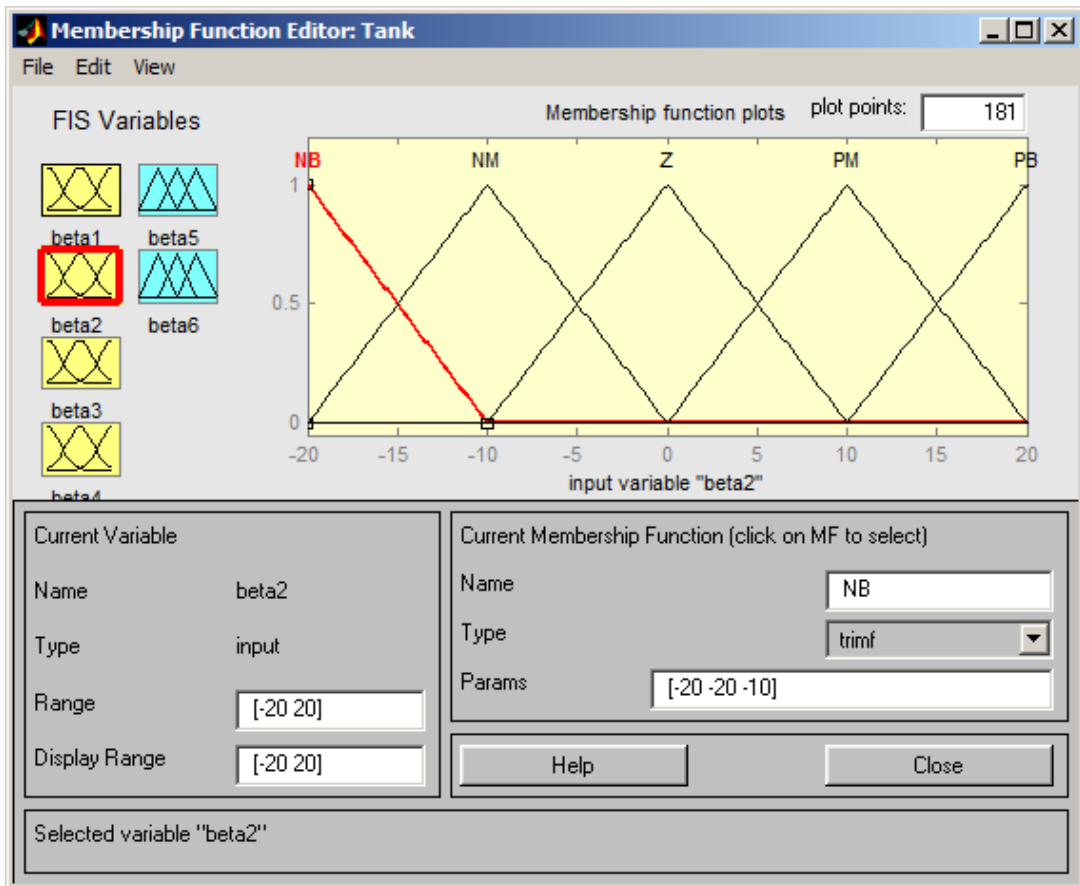 Membership Function Editor: Tank
File Edit View
FIS Variables
Membership function plots plot points: 181
NB NM Z PM PB
beta1 beta5
beta2 beta6
beta3
beta4
1
0.5
0
-20 -15 -10 -5 0 5 10 15 20
input variable "beta2"
Current Variable
Name beta2
Type input
Range [-20 20]
Display Range [-20 20]
Current Membership Function (click on MF to select)
Name NB
Type trimf
Params [-20 -20 -10]
Help Close
Selected variable "beta2"